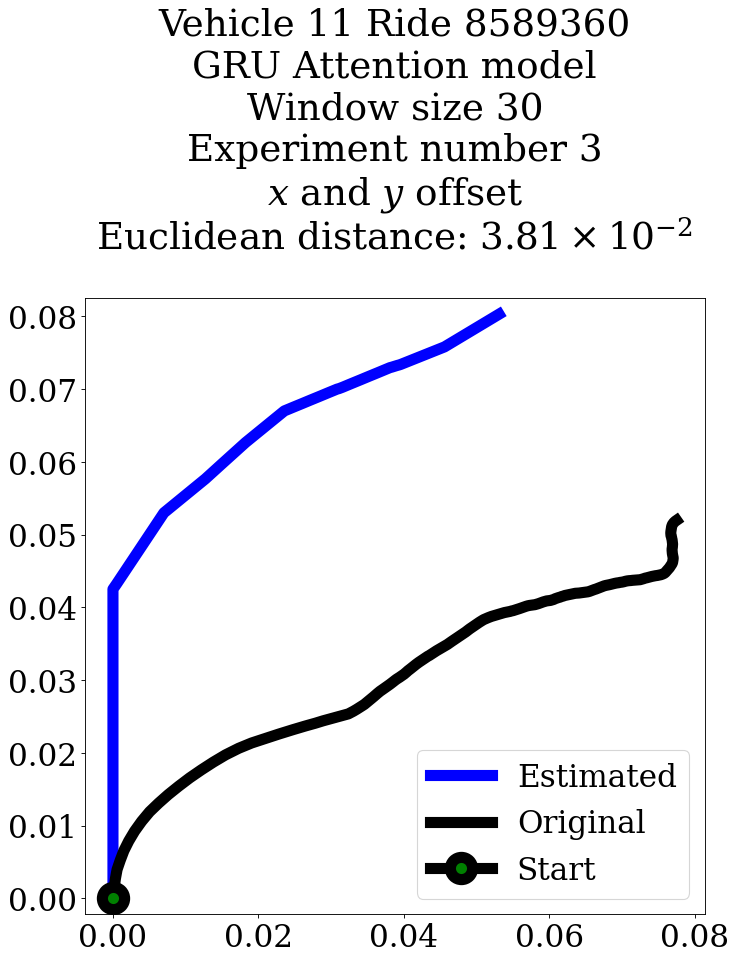 Vehicle 11 Ride 8589360
GRU Attention model
Window size 30
Experiment number 3
x and y offset
Euclidean distance: 3.81 × 10⁻²
0.08
0.07
0.06
0.05
0.04
0.03
0.02
0.01
0.00
Estimated
Original
Start
0.00 0.02 0.04 0.06 0.08